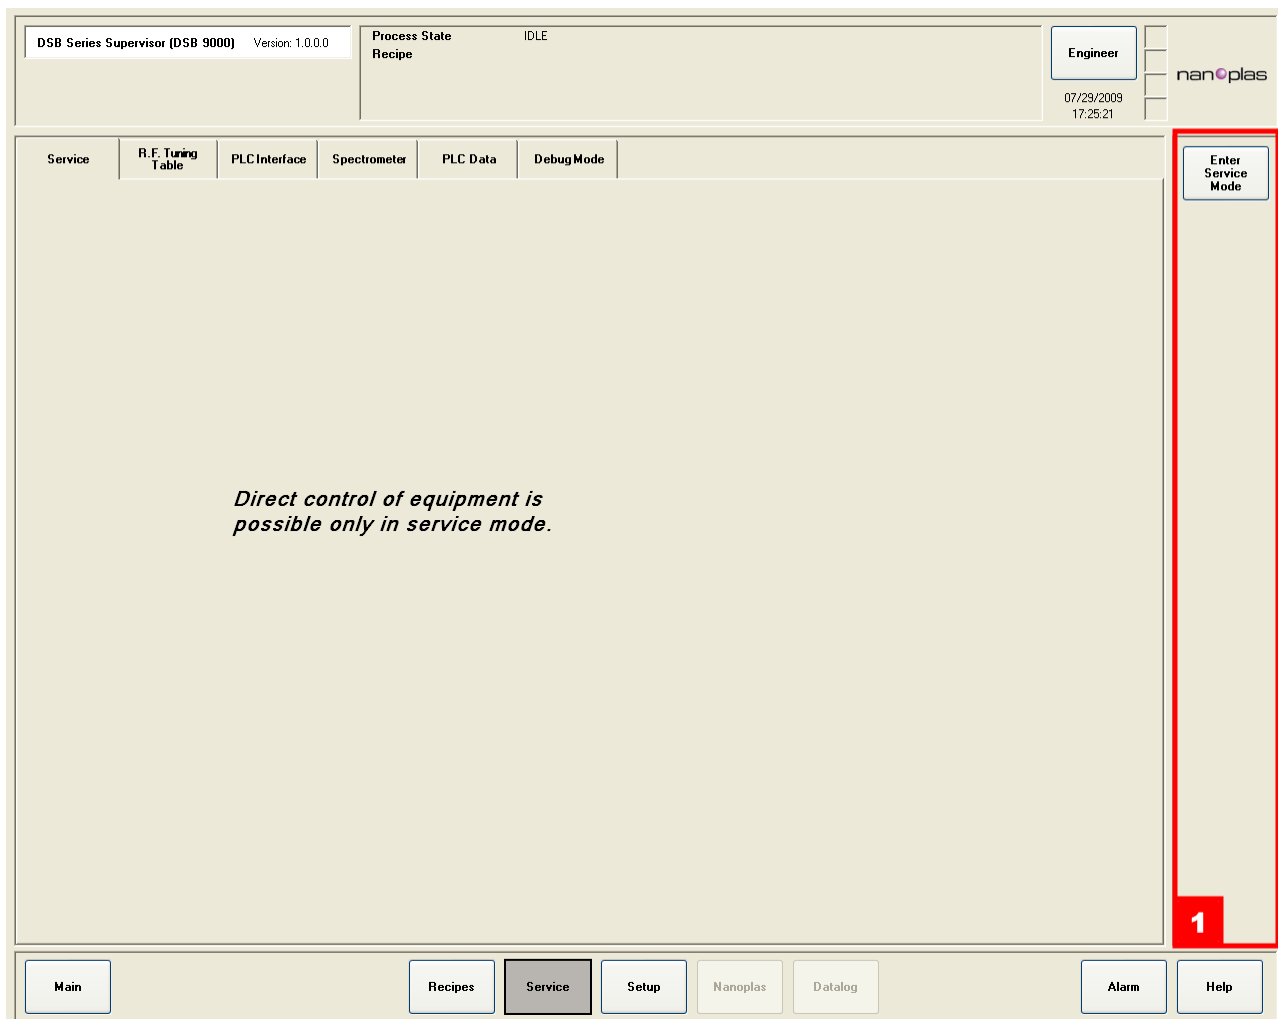 DSB Series Supervisor (DSB 9000) Version: 1.0.0.0
Process State IDLE
Recipe
Engineer
07/29/2009
17:25:21
nanoplas
Service
R.F. Tuning
Table
PLC Interface
Spectrometer
PLC Data
Debug Mode
Enter
Service
Mode
Direct control of equipment is
possible only in service mode.
1
Main
Recipes
Service
Setup
Nanoplas
Datalog
Alarm
Help